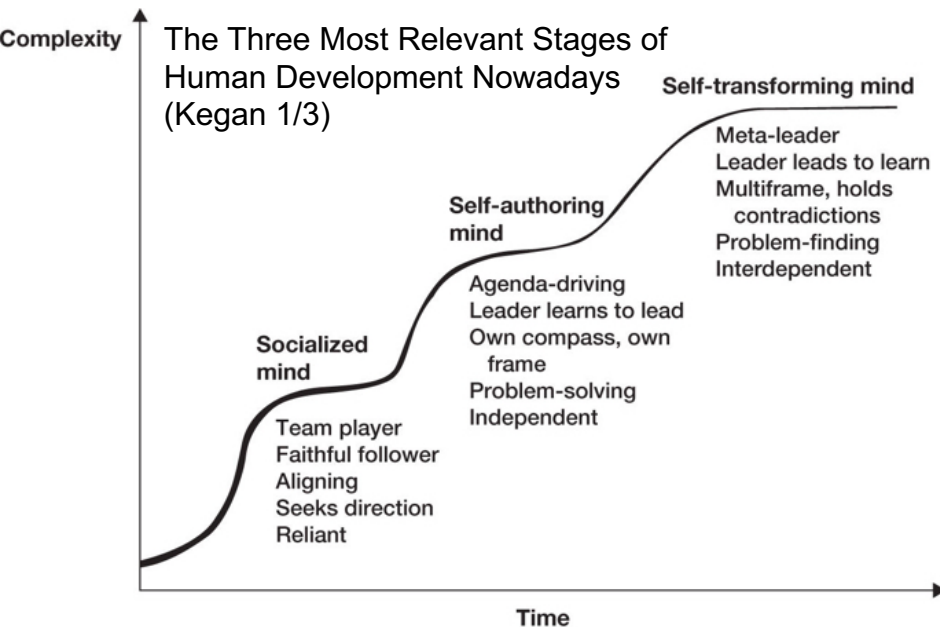 Complexity
The Three Most Relevant Stages of
Human Development Nowadays
(Kegan 1/3)
Self-transforming mind
Meta-leader
Leader leads to learn
Multiframe, holds
contradictions
Problem-finding
Interdependent
Self-authoring
mind
Agenda-driving
Leader learns to lead
Own compass, own
frame
Problem-solving
Independent
Socialized
mind
Team player
Faithful follower
Aligning
Seeks direction
Reliant
Time